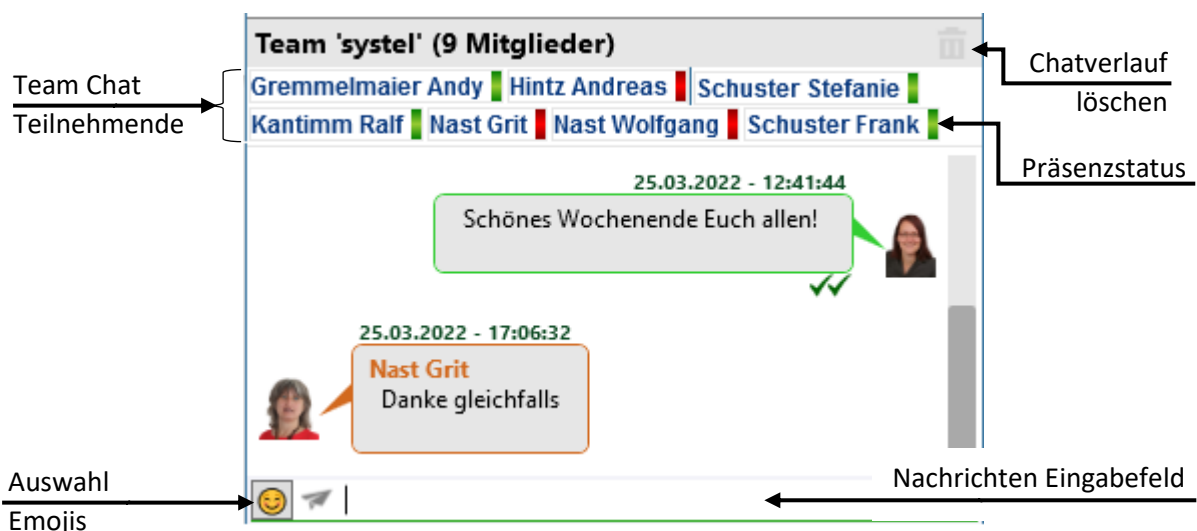 Team 'systel' (9 Mitglieder)
Chatverlauf
löschen
Team Chat
Teilnehmende
Gremmelmaier Andy Hintz Andreas Schuster Stefanie
Kantimm Ralf Nast Grit Nast Wolfgang Schuster Frank
Präsenzstatus
25.03.2022 - 12:41:44
Schönes Wochenende Euch allen!
25.03.2022 - 17:06:32
Nast Grit
Danke gleichfalls
Auswahl
Emojis
Nachrichten Eingabefeld